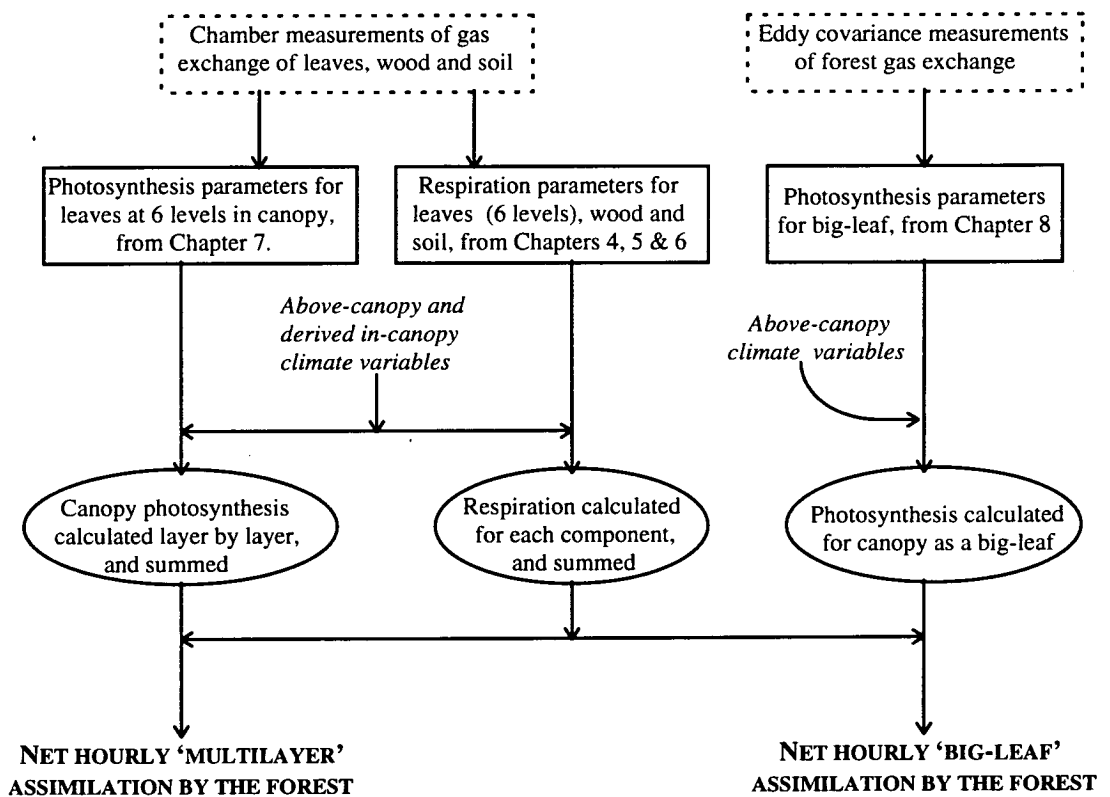 Chamber measurements of gas
exchange of leaves, wood and soil
Eddy covariance measurements
of forest gas exchange
Photosynthesis parameters for
leaves at 6 levels in canopy,
from Chapter 7.
Respiration parameters for
leaves (6 levels), wood and
soil, from Chapters 4, 5 & 6
Photosynthesis parameters
for big-leaf, from Chapter 8
Above-canopy and
derived in-canopy
climate variables
Above-canopy
climate variables
Canopy photosynthesis
calculated layer by layer,
and summed
Respiration calculated
for each component,
and summed
Photosynthesis calculated
for canopy as a big-leaf
NET HOURLY ‘MULTILAYER’
ASSIMILATION BY THE FOREST
NET HOURLY ‘BIG-LEAF’
ASSIMILATION BY THE FOREST